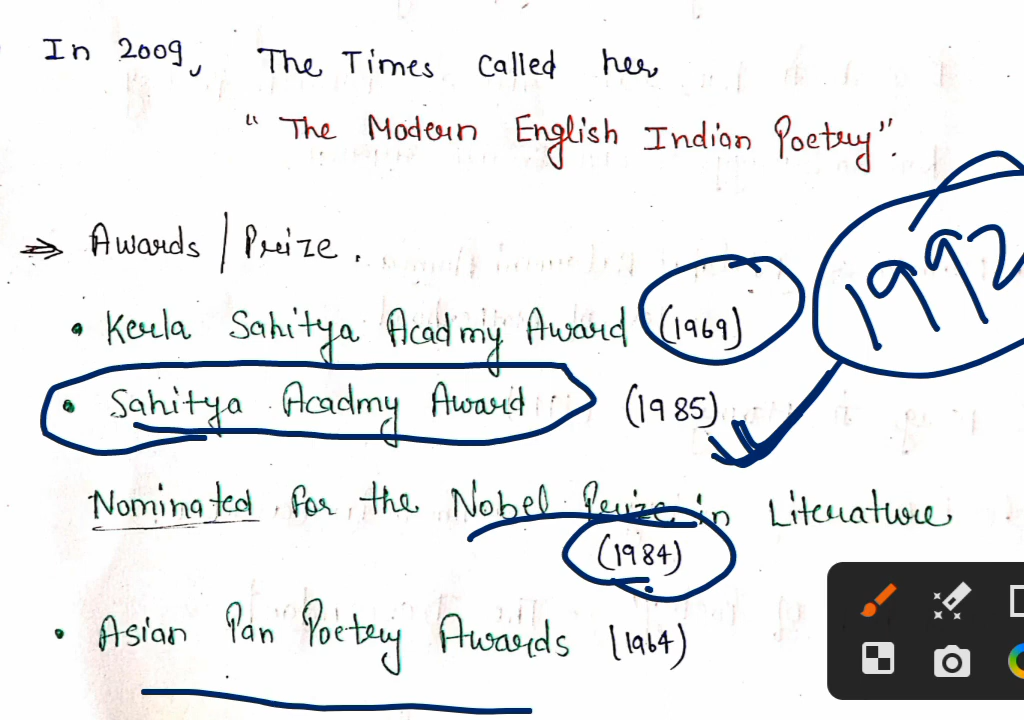 In 2009, The Times called her
“ The Modern English Indian Poetry”.
⇒ Awards / Prize .
• Kerla Sahitya Acadmy Award (1969)
1992
• Sahitya Acadmy Award (1985)
Nominated for the Nobel Prize in Literature
(1984)
• Asian Pan Poetry Awards (1964)